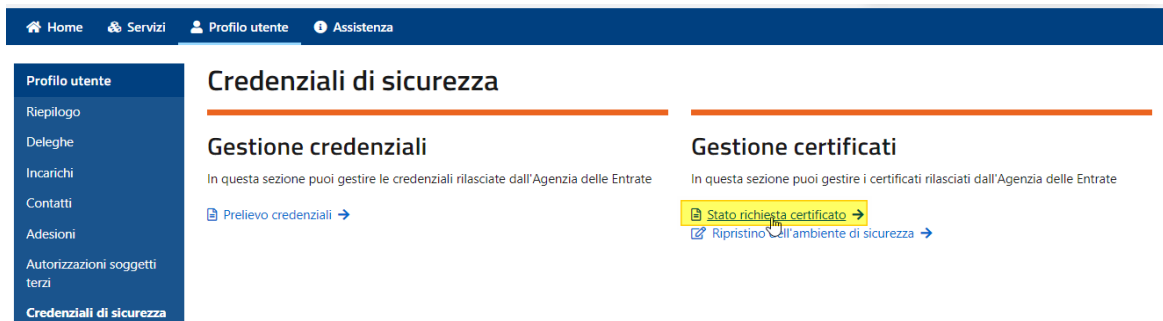 Home Servizi Profilo utente Assistenza
Profilo utente
Riepilogo
Deleghe
Incarichi
Contatti
Adesioni
Autorizzazioni soggetti
terzi
Credenziali di sicurezza
Credenziali di sicurezza
Gestione credenziali
In questa sezione puoi gestire le credenziali rilasciate dall'Agenzia delle Entrate
Prelievo credenziali
Gestione certificati
In questa sezione puoi gestire i certificati rilasciati dall'Agenzia delle Entrate
Stato richiesta certificato
Ripristino dell'ambiente di sicurezza